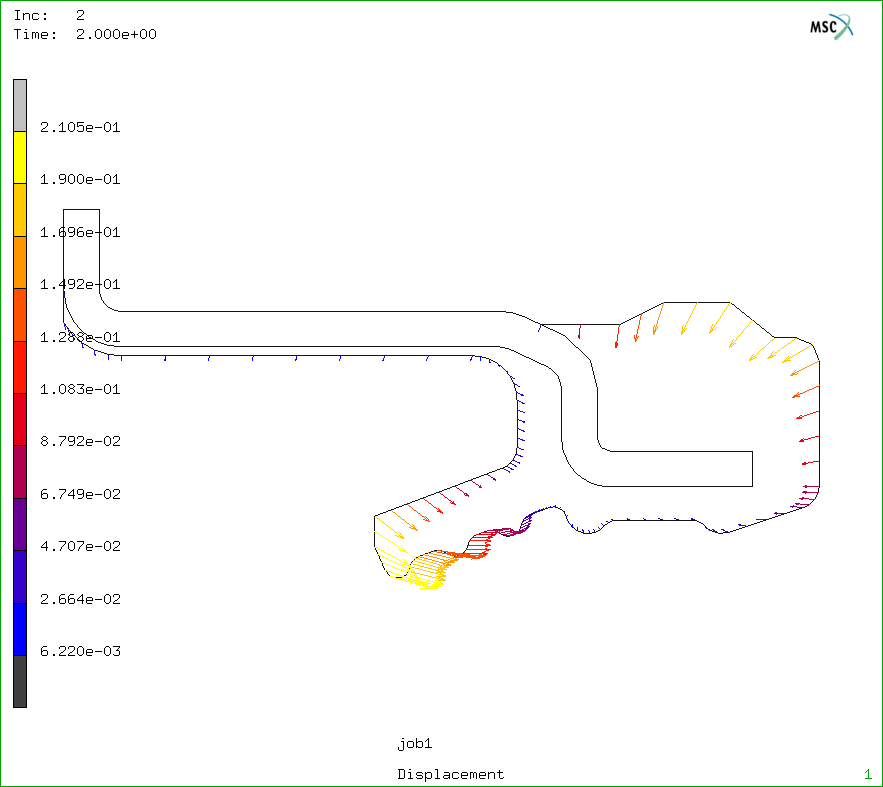 Inc: 2
Time: 2.000e+00
MSC
2.105e-01
1.900e-01
1.696e-01
1.492e-01
1.288e-01
1.083e-01
8.792e-02
6.749e-02
4.707e-02
2.664e-02
6.220e-03
job1
Displacement
1